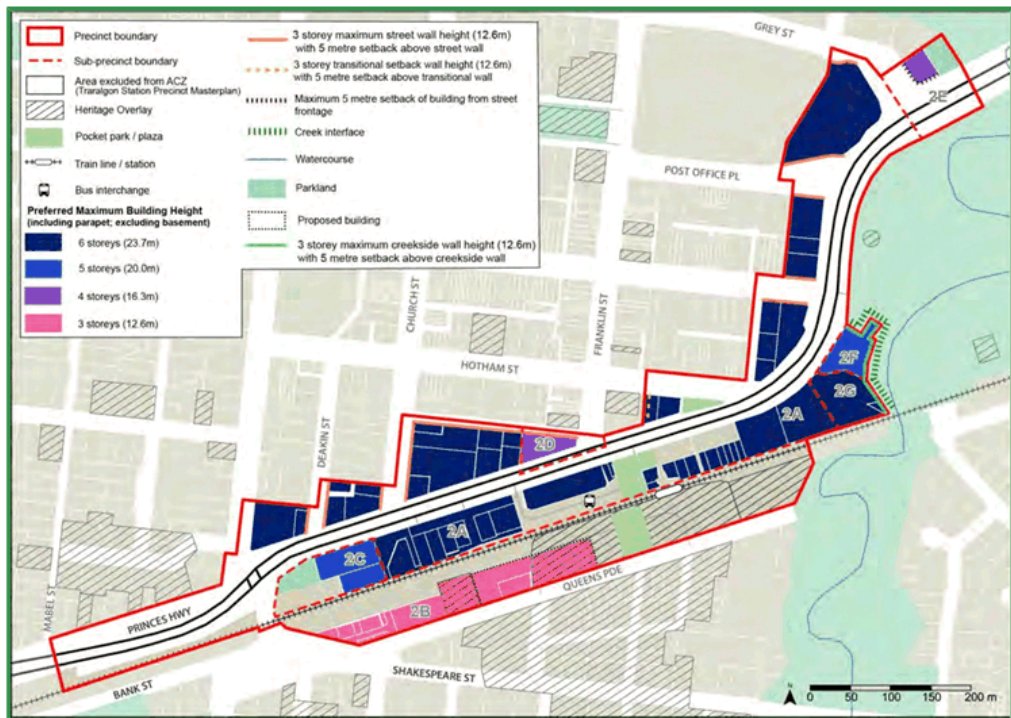 Precinct boundary
Sub-precinct boundary
Area excluded from ACZ
(Traralgon Station Precinct Masterplan)
Heritage Overlay
Pocket park / plaza
Train line / station
Bus interchange
Preferred Maximum Building Height
(including parapet; excluding basement)
6 storeys (23.7m)
5 storeys (20.0m)
4 storeys (16.3m)
3 storeys (12.6m)
3 storey maximum street wall height (12.6m)
with 5 metre setback above street wall
3 storey transitional setback wall height (12.6m)
with 5 metre setback above transitional wall
Maximum 5 metre setback of building from street
frontage
Creek interface
Watercourse
Parkland
Proposed building
3 storey maximum creekside wall height (12.6m)
with 5 metre setback above creekside wall
GREY ST
2E
POST OFFICE PL
CHURCH ST
FRANKLIN ST
HOTHAM ST
2F
2G
2A
DEAKIN ST
2D
2A
2C
QUEENS PDE
2B
MABEL ST
PRINCES HWY
SHAKESPEARE ST
BANK ST
N
0 50 100 150 200 m